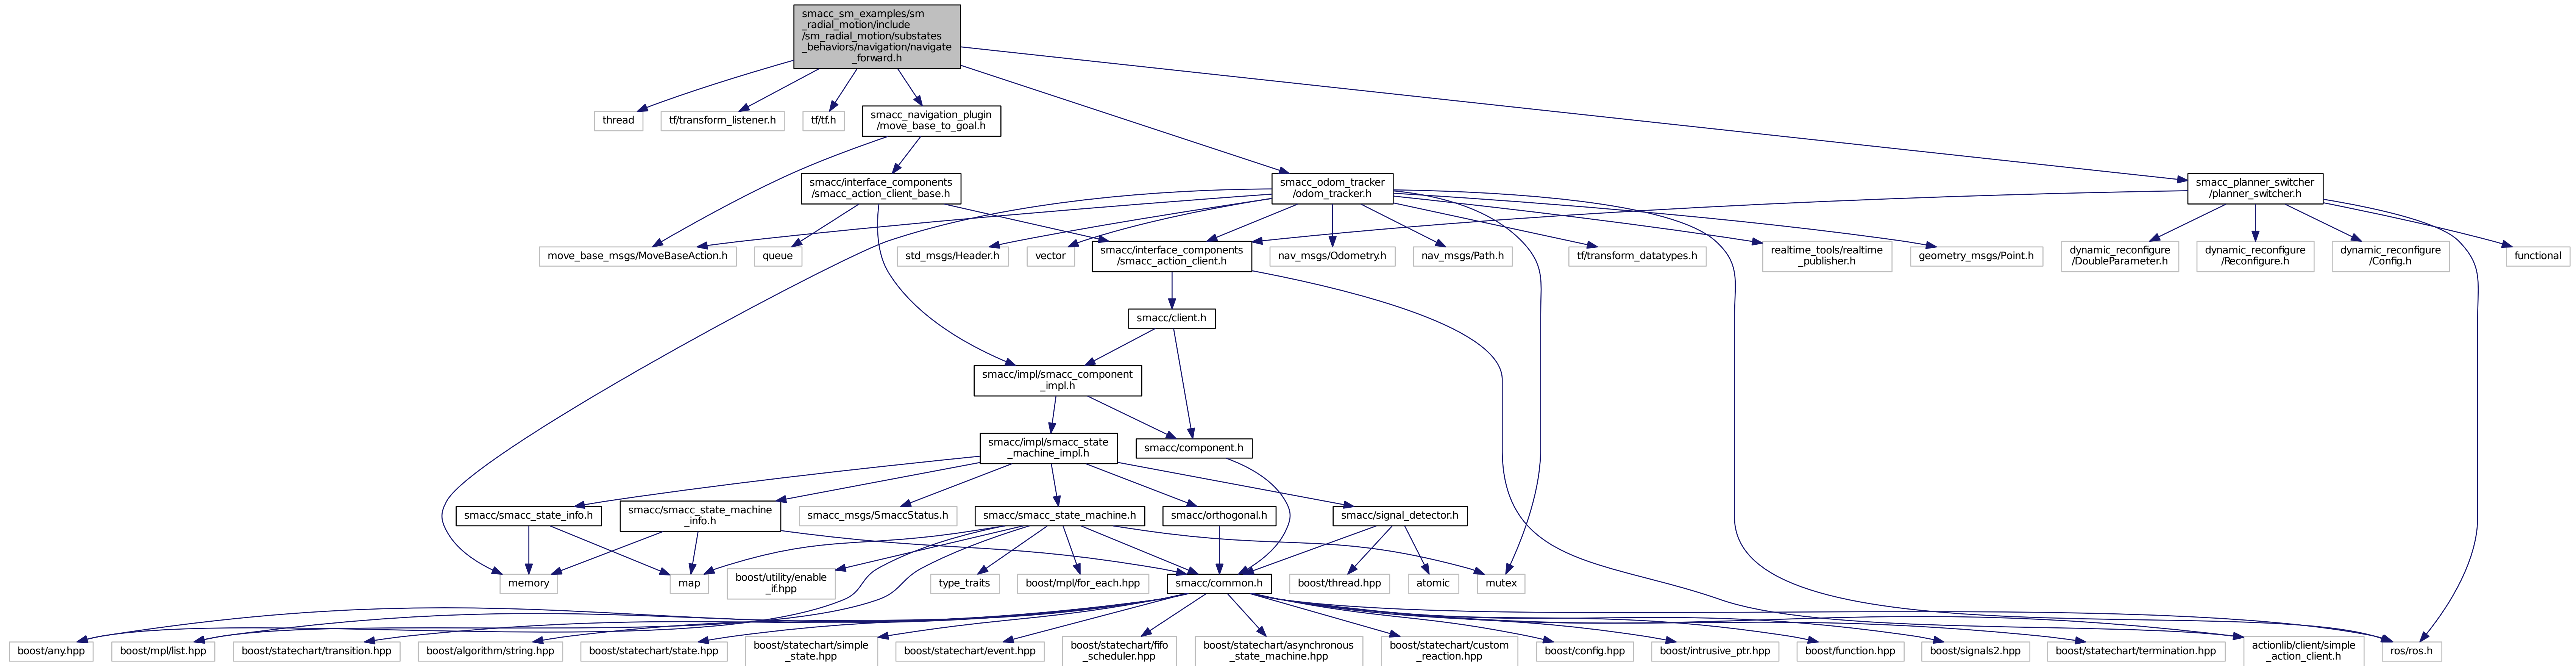 smacc_sm_examples/sm
_radial_motion/include
/sm_radial_motion/substates
_behaviors/navigation/navigate
_forward.h
thread
tf/transform_listener.h
tf/tf.h
smacc_navigation_plugin
/move_base_to_goal.h
smacc/interface_components
/smacc_action_client_base.h
smacc_odom_tracker
/odom_tracker.h
smacc_planner_switcher
/planner_switcher.h
move_base_msgs/MoveBaseAction.h
queue
std_msgs/Header.h
vector
smacc/interface_components
/smacc_action_client.h
nav_msgs/Odometry.h
nav_msgs/Path.h
tf/transform_datatypes.h
realtime_tools/realtime
_publisher.h
geometry_msgs/Point.h
dynamic_reconfigure
/DoubleParameter.h
dynamic_reconfigure
/Reconfigure.h
dynamic_reconfigure
/Config.h
functional
smacc/client.h
smacc/impl/smacc_component
_impl.h
smacc/impl/smacc_state
_machine_impl.h
smacc/component.h
smacc/smacc_state_info.h
smacc/smacc_state_machine
_info.h
smacc_msgs/SmaccStatus.h
smacc/smacc_state_machine.h
smacc/orthogonal.h
smacc/signal_detector.h
memory
map
boost/utility/enable
_if.hpp
type_traits
boost/mpl/for_each.hpp
smacc/common.h
boost/thread.hpp
atomic
mutex
boost/any.hpp
boost/mpl/list.hpp
boost/statechart/transition.hpp
boost/algorithm/string.hpp
boost/statechart/state.hpp
boost/statechart/simple
_state.hpp
boost/statechart/event.hpp
boost/statechart/fifo
_scheduler.hpp
boost/statechart/asynchronous
_state_machine.hpp
boost/statechart/custom
_reaction.hpp
boost/config.hpp
boost/intrusive_ptr.hpp
boost/function.hpp
boost/signals2.hpp
boost/statechart/termination.hpp
actionlib/client/simple
_action_client.h
ros/ros.h